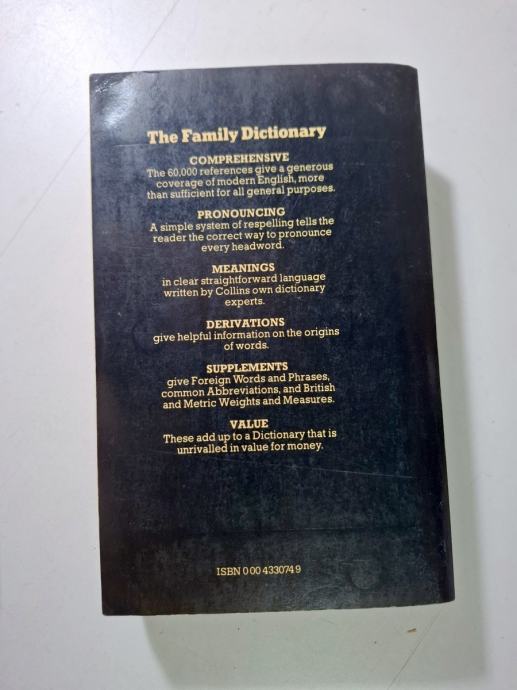 The Family Dictionary
COMPREHENSIVE
The 60,000 references give a generous
coverage of modern English, more
than sufficient for all general purposes.
PRONOUNCING
A simple system of respelling tells the
reader the correct way to pronounce
every headword.
MEANINGS
in clear straightforward language
written by Collins own dictionary
experts.
DERIVATIONS
give helpful information on the origins
of words.
SUPPLEMENTS
give Foreign Words and Phrases,
common Abbreviations, and British
and Metric Weights and Measures.
VALUE
These add up to a Dictionary that is
unrivalled in value for money.
ISBN 0 00 433074 9